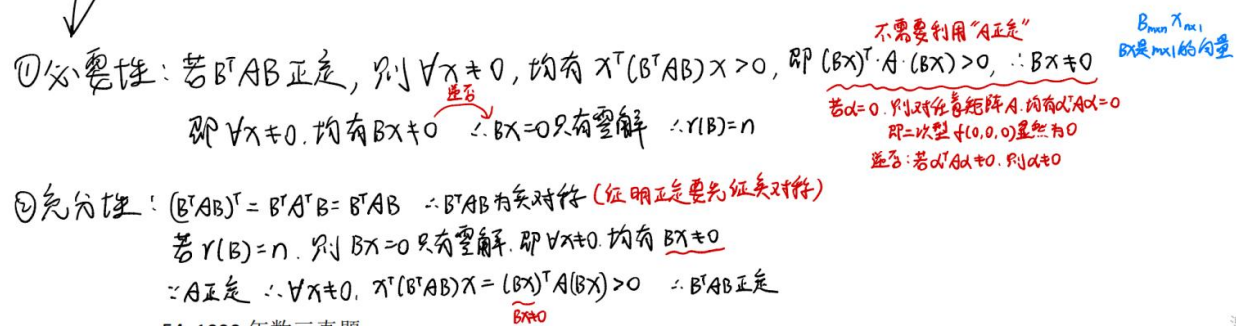 ①必要性：若BᵀAB正定，则∀x≠0，均有xᵀ(BᵀAB)x>0，即(Bx)ᵀ·A·(Bx)>0，∴Bx≠0
不需要利用“A正定”
Bₘₓₙ Xₙₓ₁
BX是mx1的向量
即∀x≠0.均有Bx≠0 ∴BX=0只有零解 ∴r(B)=n
逆否
若α=0.则对任意矩阵A.均有αᵀAα=0
即二次型f(0,0,0)显然为0
逆否：若αᵀAα≠0.则α≠0
②充分性：(BᵀAB)ᵀ=BᵀAᵀB=BᵀAB ∴BᵀAB为实对称(证明正定要先证实对称)
若r(B)=n.则BX=0只有零解.即∀x≠0.均有BX≠0
∵A正定 ∴∀x≠0，xᵀ(BᵀAB)x=(BX)ᵀA(BX)>0 ∴BᵀAB正定
BX≠0